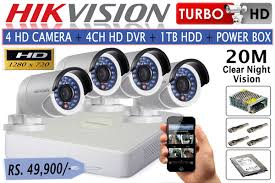 HIKVISION
TURBO HD
4 HD CAMERA + 4CH HD DVR + 1TB HDD + POWER BOX
HD
1280 x 720
20M
Clear Night
Vision
RS. 49,900/-